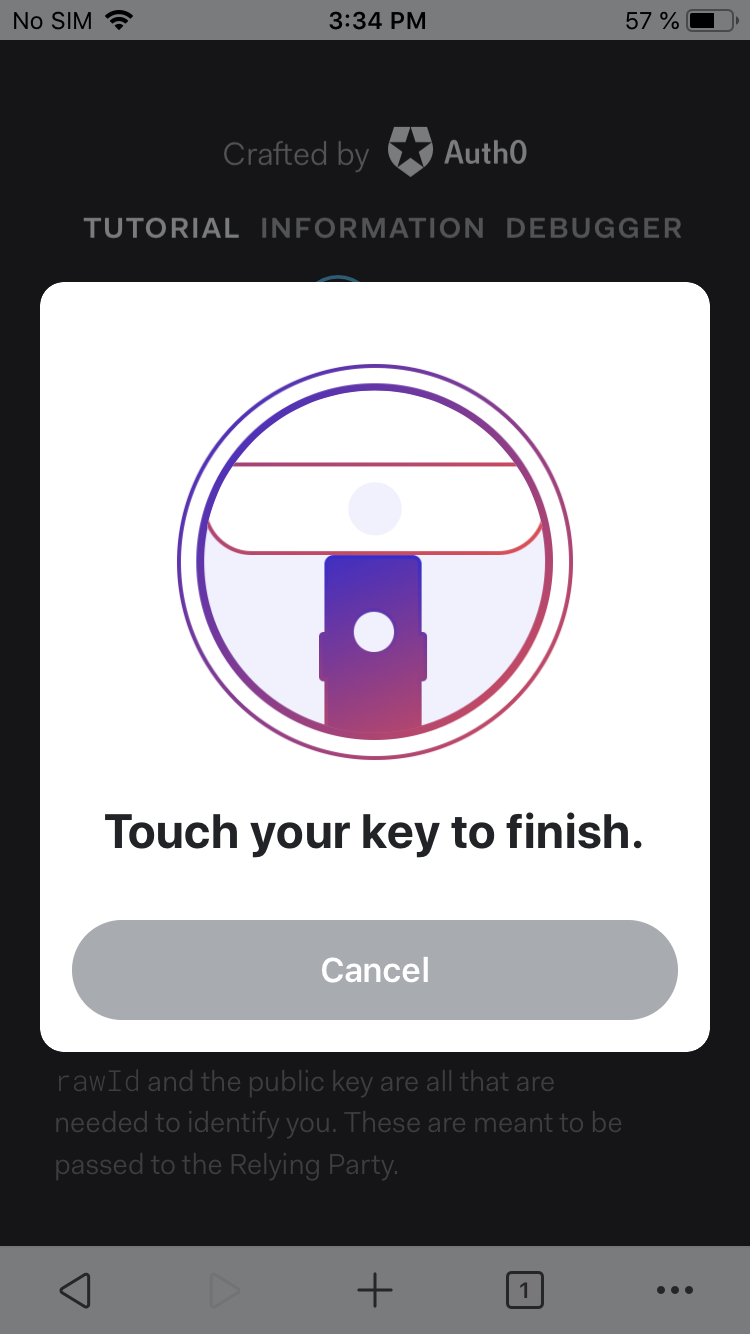 No SIM 3:34 PM 57 %
Crafted by Auth0
TUTORIAL INFORMATION DEBUGGER
Touch your key to finish.
Cancel
rawId and the public key are all that are
needed to identify you. These are meant to be
passed to the Relying Party.
1